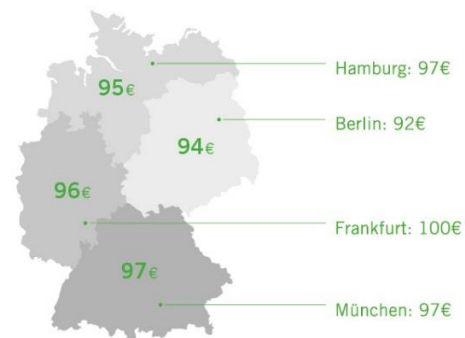 Hamburg: 97€
95€
Berlin: 92€
94€
96€
Frankfurt: 100€
97€
München: 97€